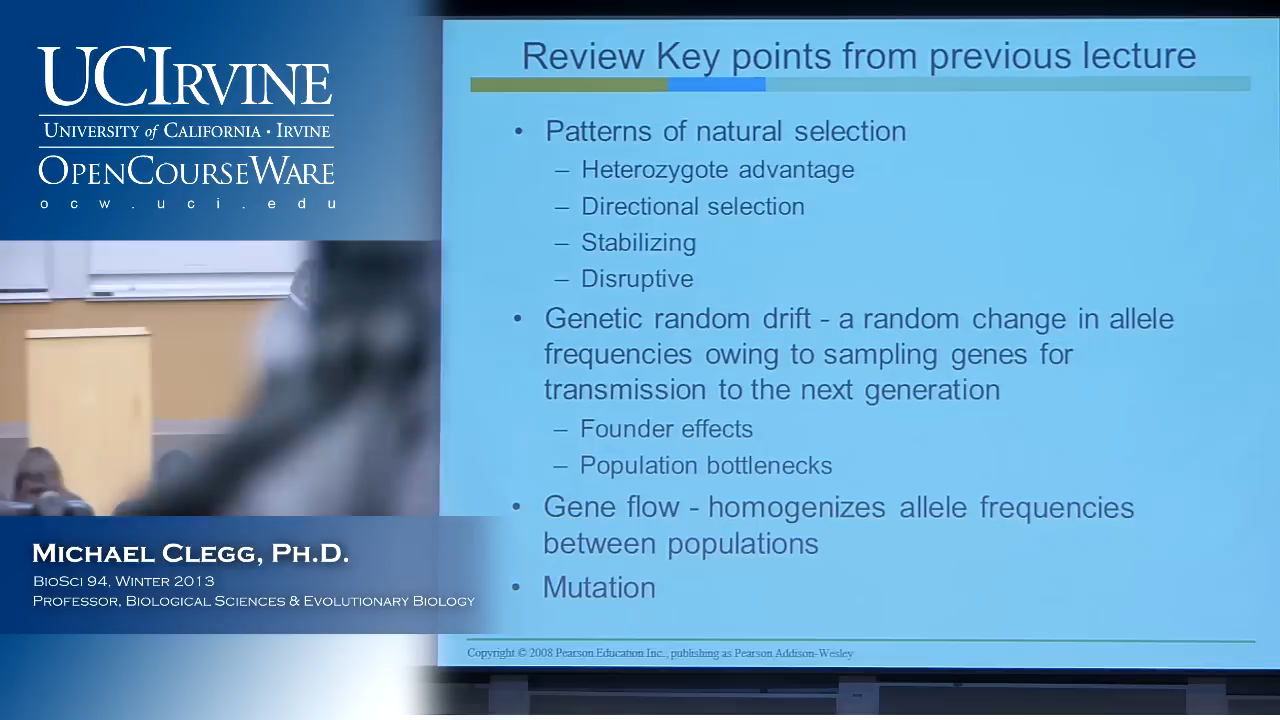 UCIRVINE
UNIVERSITY of CALIFORNIA · IRVINE
OPENCOURSEWARE
ocw.uci.edu
MICHAEL CLEGG, PH.D.
BIOSCI 94, WINTER 2013
PROFESSOR, BIOLOGICAL SCIENCES & EVOLUTIONARY BIOLOGY
Review Key points from previous lecture
• Patterns of natural selection
– Heterozygote advantage
– Directional selection
– Stabilizing
– Disruptive
• Genetic random drift - a random change in allele
frequencies owing to sampling genes for
transmission to the next generation
– Founder effects
– Population bottlenecks
• Gene flow - homogenizes allele frequencies
between populations
• Mutation
Copyright © 2008 Pearson Education Inc., publishing as Pearson Addison-Wesley